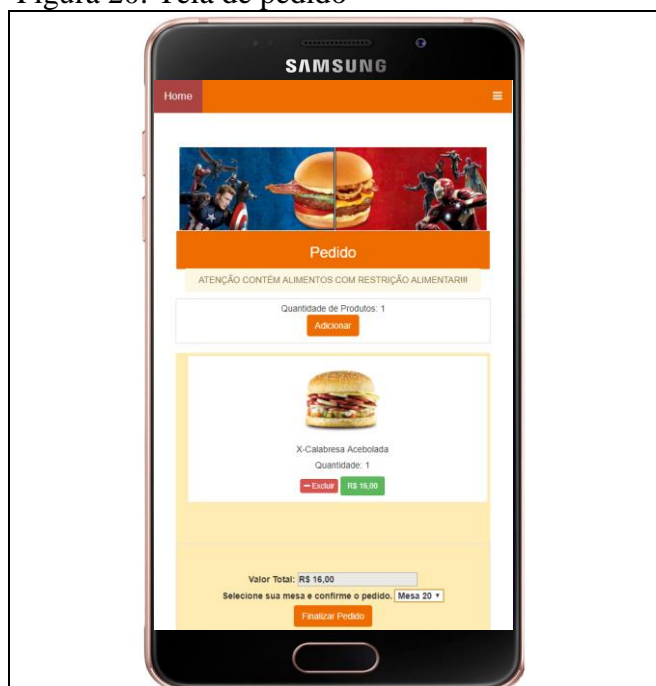 Figura 20: Tela de pedido
SAMSUNG
Home
Pedido
ATENÇÃO CONTÉM ALIMENTOS COM RESTRIÇÃO ALIMENTAR!!!
Quantidade de Produtos: 1
Adicionar
X-Calabresa Acebolada
Quantidade: 1
Excluir R$ 16,00
Valor Total: R$ 16,00
Selecione sua mesa e confirme o pedido. Mesa 20
Finalizar Pedido